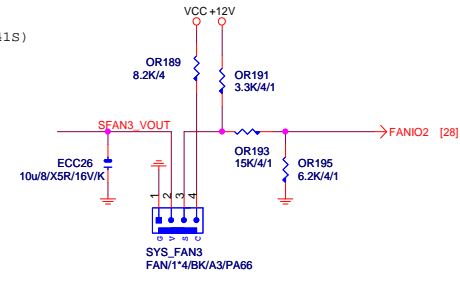 VCC +12V
41S)
OR189
8.2K/4
OR191
3.3K/4/1
SFAN3_VOUT
FANIO2 [28]
OR193
15K/4/1
OR195
6.2K/4/1
ECC26
10u/8/X5R/16V/K
1 2 3 4
G V S C
SYS_FAN3
FAN/1*4/BK/A3/PA66